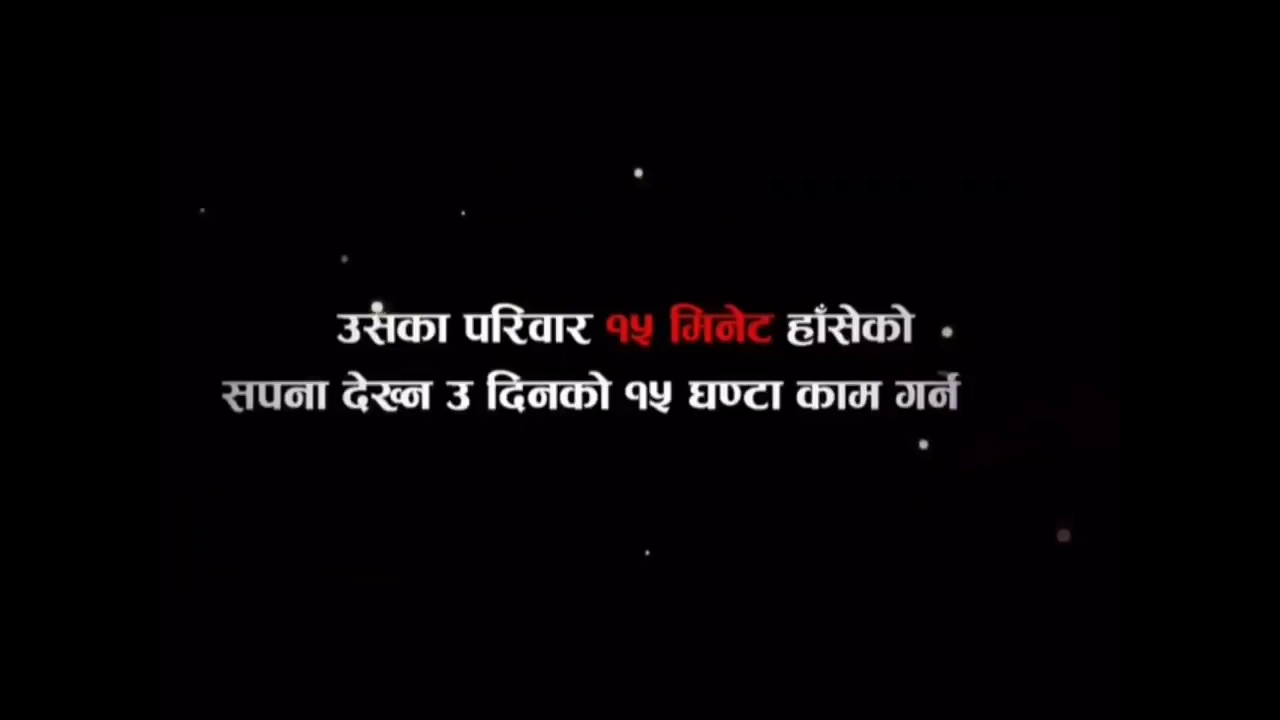 उसका परिवार १५ मिनेट हाँसेको
सपना देख्न उ दिनको १५ घण्टा काम गर्ने